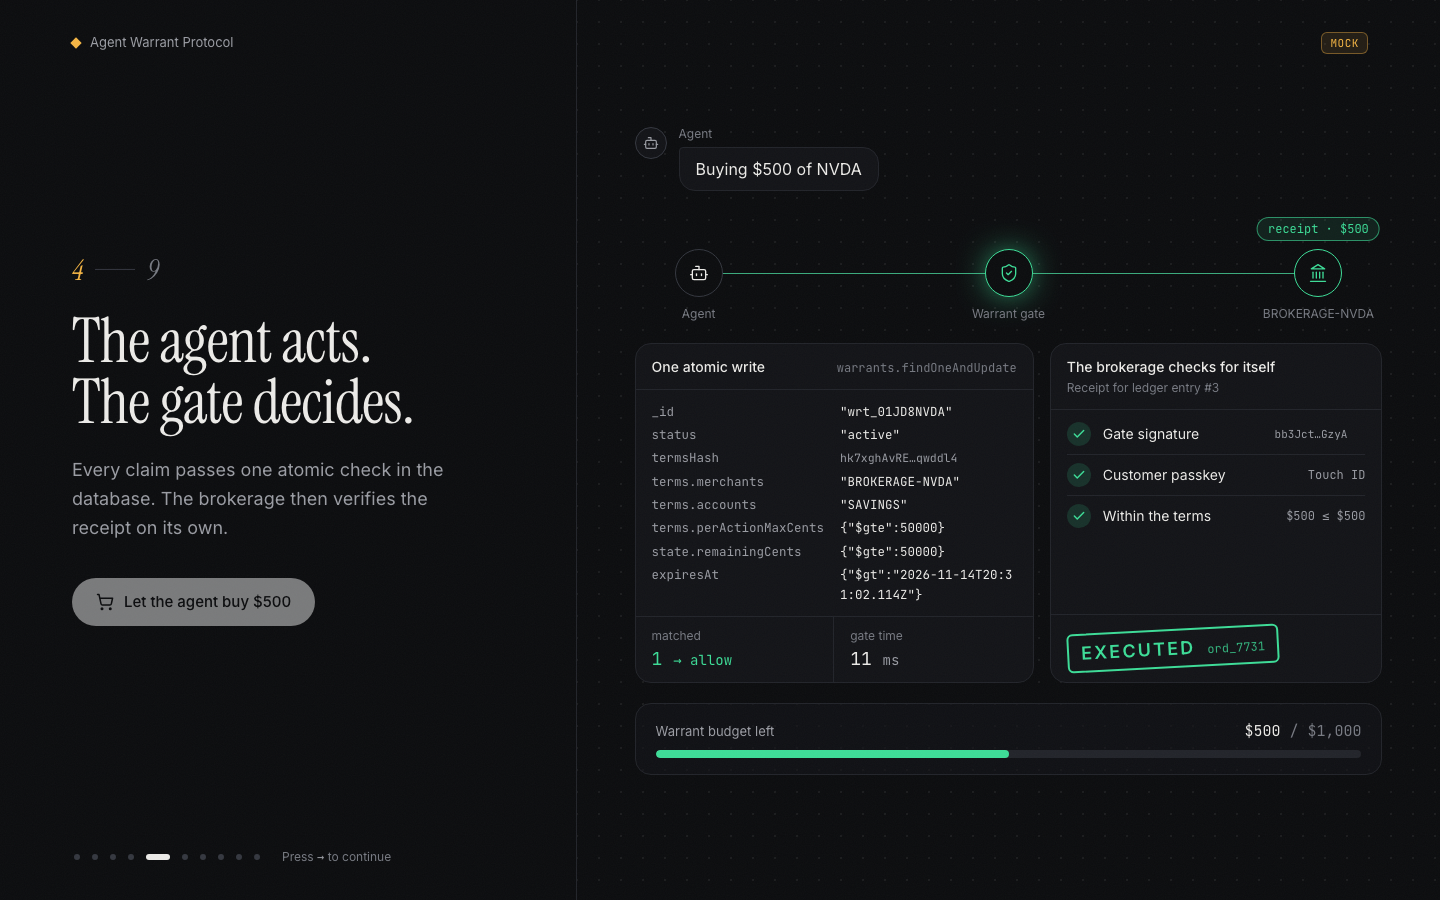 Agent Warrant Protocol
4 — 9
The agent acts.
The gate decides.
Every claim passes one atomic check in the
database. The brokerage then verifies the
receipt on its own.
Let the agent buy $500
Press → to continue
MOCK
Agent
Buying $500 of NVDA
receipt · $500
Agent
Warrant gate
BROKERAGE-NVDA
One atomic write warrants.findOneAndUpdate
_id "wrt_01JD8NVDA"
status "active"
termsHash hk7xghAvRE…qwddl4
terms.merchants "BROKERAGE-NVDA"
terms.accounts "SAVINGS"
terms.perActionMaxCents {"$gte":50000}
state.remainingCents {"$gte":50000}
expiresAt {"$gt":"2026-11-14T20:3
1:02.114Z"}
matched
1 → allow
gate time
11 ms
The brokerage checks for itself
Receipt for ledger entry #3
Gate signature bb3Jct…GzyA
Customer passkey Touch ID
Within the terms $500 ≤ $500
EXECUTED ord_7731
Warrant budget left $500 / $1,000